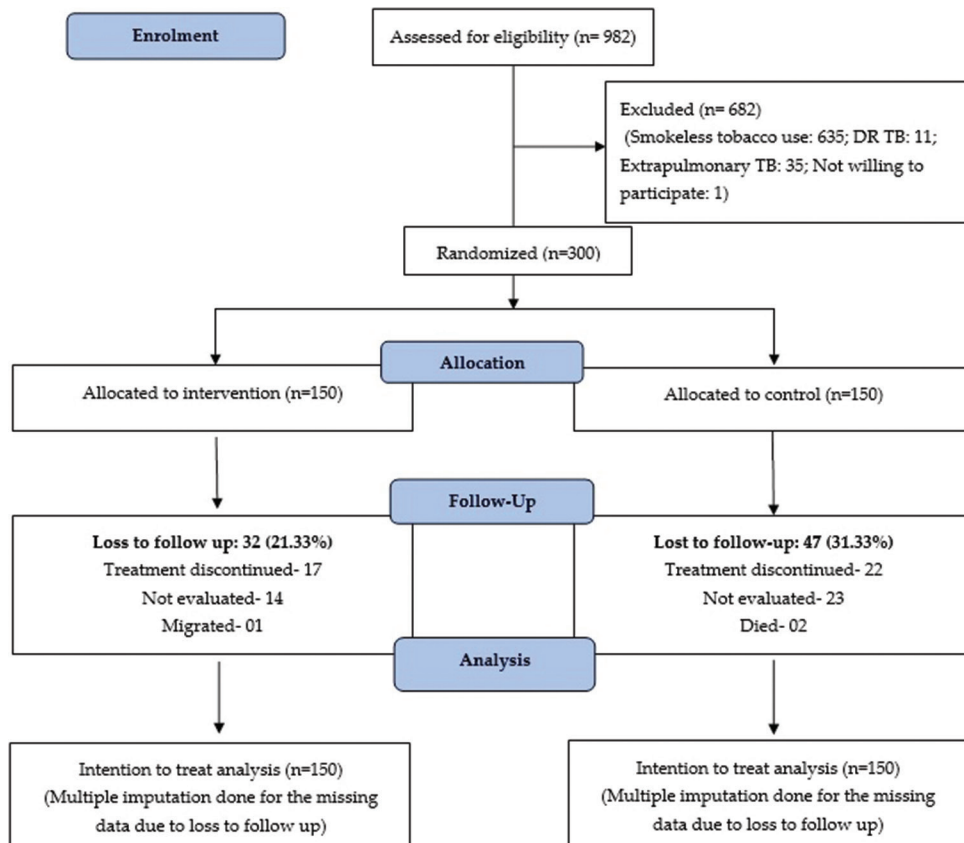 Enrolment
Assessed for eligibility (n= 982)
Excluded (n= 682)
(Smokeless tobacco use: 635; DR TB: 11;
Extrapulmonary TB: 35; Not willing to
participate: 1)
Randomized (n=300)
Allocation
Allocated to intervention (n=150)
Allocated to control (n=150)
Follow-Up
Loss to follow up: 32 (21.33%)
Treatment discontinued- 17
Not evaluated- 14
Migrated- 01
Lost to follow-up: 47 (31.33%)
Treatment discontinued- 22
Not evaluated- 23
Died- 02
Analysis
Intention to treat analysis (n=150)
(Multiple imputation done for the missing
data due to loss to follow up)
Intention to treat analysis (n=150)
(Multiple imputation done for the missing
data due to loss to follow up)